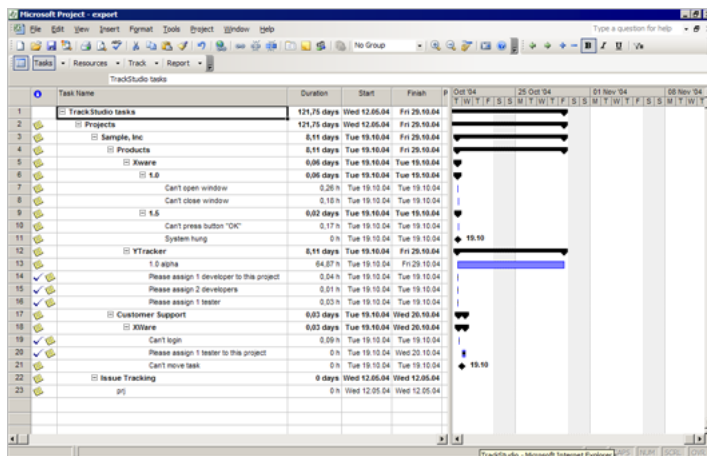 Microsoft Project - export
File Edit View Insert Format Tools Project Window Help Type a question for help
No Group B I U
Tasks Resources Track Report
TrackStudio tasks
Task Name Duration Start Finish P Oct '04 25 Oct '04 01 Nov '04 08 Nov '04
T W T F S S M T W T F S S M T W T F S S M T W T
1 TrackStudio tasks 121,75 days Wed 12.05.04 Fri 29.10.04
2 Projects 121,75 days Wed 12.05.04 Fri 29.10.04
3 Sample, Inc 8,11 days Tue 19.10.04 Fri 29.10.04
4 Products 8,11 days Tue 19.10.04 Fri 29.10.04
5 Xware 0,06 days Tue 19.10.04 Tue 19.10.04
6 1.0 0,06 days Tue 19.10.04 Tue 19.10.04
7 Can't open window 0,26 h Tue 19.10.04 Tue 19.10.04
8 Can't close window 0,18 h Tue 19.10.04 Tue 19.10.04
9 1.5 0,02 days Tue 19.10.04 Tue 19.10.04
10 Can't press button "OK" 0,17 h Tue 19.10.04 Tue 19.10.04
11 System hung 0 h Tue 19.10.04 Tue 19.10.04 19.10
12 YTracker 8,11 days Tue 19.10.04 Fri 29.10.04
13 1.0 alpha 64,87 h Tue 19.10.04 Fri 29.10.04
14 Please assign 1 developer to this project 0,04 h Tue 19.10.04 Tue 19.10.04
15 Please assign 2 developers 0,01 h Tue 19.10.04 Tue 19.10.04
16 Please assign 1 tester 0,03 h Tue 19.10.04 Tue 19.10.04
17 Customer Support 0,03 days Tue 19.10.04 Wed 20.10.04
18 XWare 0,03 days Tue 19.10.04 Wed 20.10.04
19 Can't login 0,09 h Tue 19.10.04 Tue 19.10.04
20 Please assign 1 tester to this project 0 h Tue 19.10.04 Wed 20.10.04
21 Can't move task 0 h Tue 19.10.04 Tue 19.10.04 19.10
22 Issue Tracking 0 days Wed 12.05.04 Wed 12.05.04
23 prj 0 h Wed 12.05.04 Wed 12.05.04
TrackStudio - Microsoft Internet Explorer CAPS NUM SCRL OVR